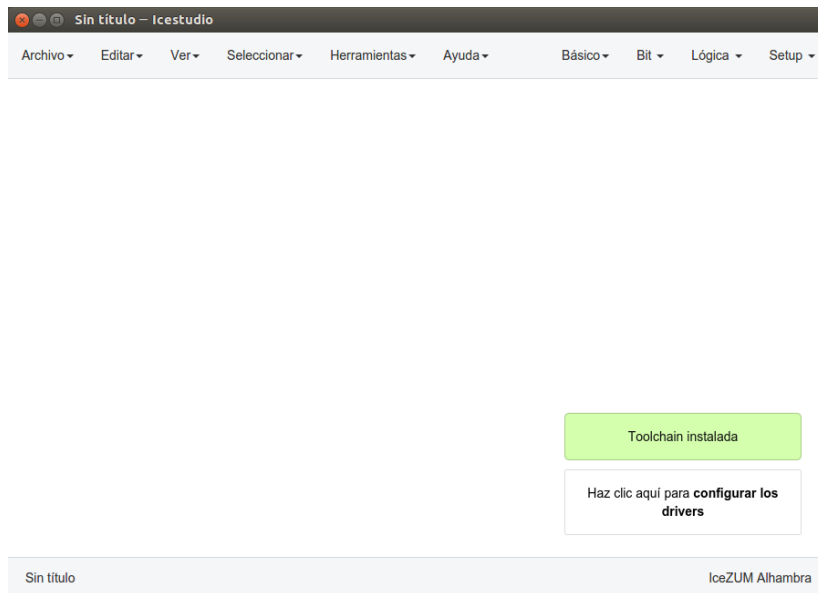 Sin título – Icestudio
Archivo Editar Ver Seleccionar Herramientas Ayuda Básico Bit Lógica Setup
Toolchain instalada
Haz clic aquí para configurar los
drivers
Sin título IceZUM Alhambra